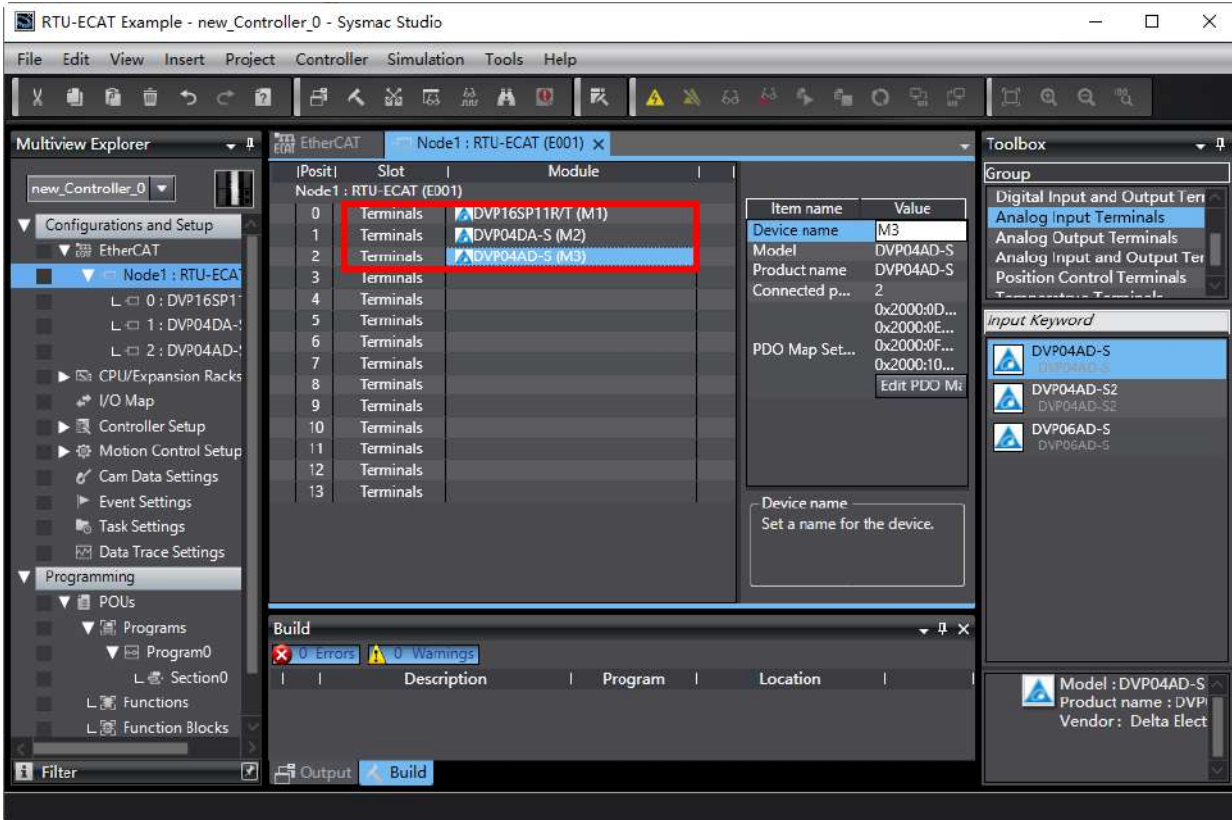 RTU-ECAT Example - new_Controller_0 - Sysmac Studio
File Edit View Insert Project Controller Simulation Tools Help
Multiview Explorer
new_Controller_0
Configurations and Setup
EtherCAT
Node1 : RTU-ECAT
0 : DVP16SP11
1 : DVP04DA-S
2 : DVP04AD-S
CPU/Expansion Racks
I/O Map
Controller Setup
Motion Control Setup
Cam Data Settings
Event Settings
Task Settings
Data Trace Settings
Programming
POUs
Programs
Program0
Section0
Functions
Function Blocks
Filter
EtherCAT
Node1 : RTU-ECAT (E001)
|Posit| Slot | Module | |
Node1 : RTU-ECAT (E001)
0 Terminals DVP16SP11R/T (M1)
1 Terminals DVP04DA-S (M2)
2 Terminals DVP04AD-S (M3)
3 Terminals
4 Terminals
5 Terminals
6 Terminals
7 Terminals
8 Terminals
9 Terminals
10 Terminals
11 Terminals
12 Terminals
13 Terminals
Item name Value
Device name M3
Model DVP04AD-S
Product name DVP04AD-S
Connected p... 2
PDO Map Set...
0x2000:0D...
0x2000:0E...
0x2000:0F...
0x2000:10...
Edit PDO Ma
Device name
Set a name for the device.
Build
0 Errors 0 Warnings
| | Description | Program | Location |
Output Build
Toolbox
Group
Digital Input and Output Tern
Analog Input Terminals
Analog Output Terminals
Analog Input and Output Ter
Position Control Terminals
Input Keyword
DVP04AD-S
DVP04AD-S
DVP04AD-S2
DVP04AD-S2
DVP06AD-S
DVP06AD-S
Model : DVP04AD-S
Product name : DVP
Vendor : Delta Elect